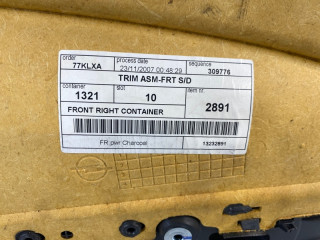 order process date sequence
77KLXA 23/11/2007 00:48:29 309776
TRIM ASM-FRT S/D
container slot item nr
1321 10 2891
FRONT RIGHT CONTAINER
FR pwr Charcoal 13232891